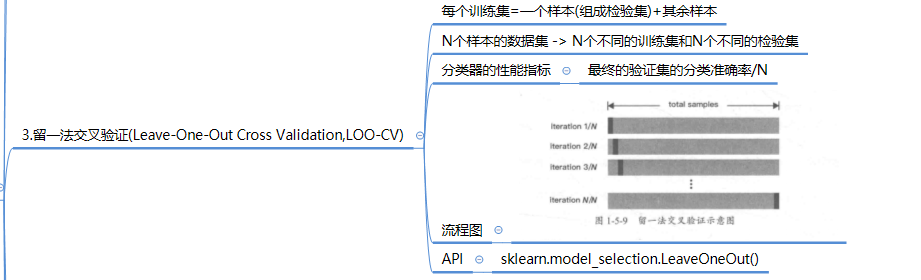 每个训练集=一个样本(组成检验集)+其余样本
N个样本的数据集 -> N个不同的训练集和N个不同的检验集
分类器的性能指标
最终的验证集的分类准确率/N
3.留一法交叉验证(Leave-One-Out Cross Validation,LOO-CV)
total samples
Iteration 1/N
Iteration 2/N
Iteration 3/N
⋮
Iteration N/N
图 1-5-9 留一法交叉验证示意图
流程图
API
sklearn.model_selection.LeaveOneOut()